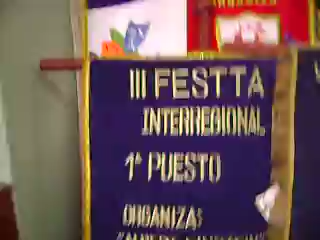 III FESTTA
INTERREGIONAL
1° PUESTO
ORGANIZA: